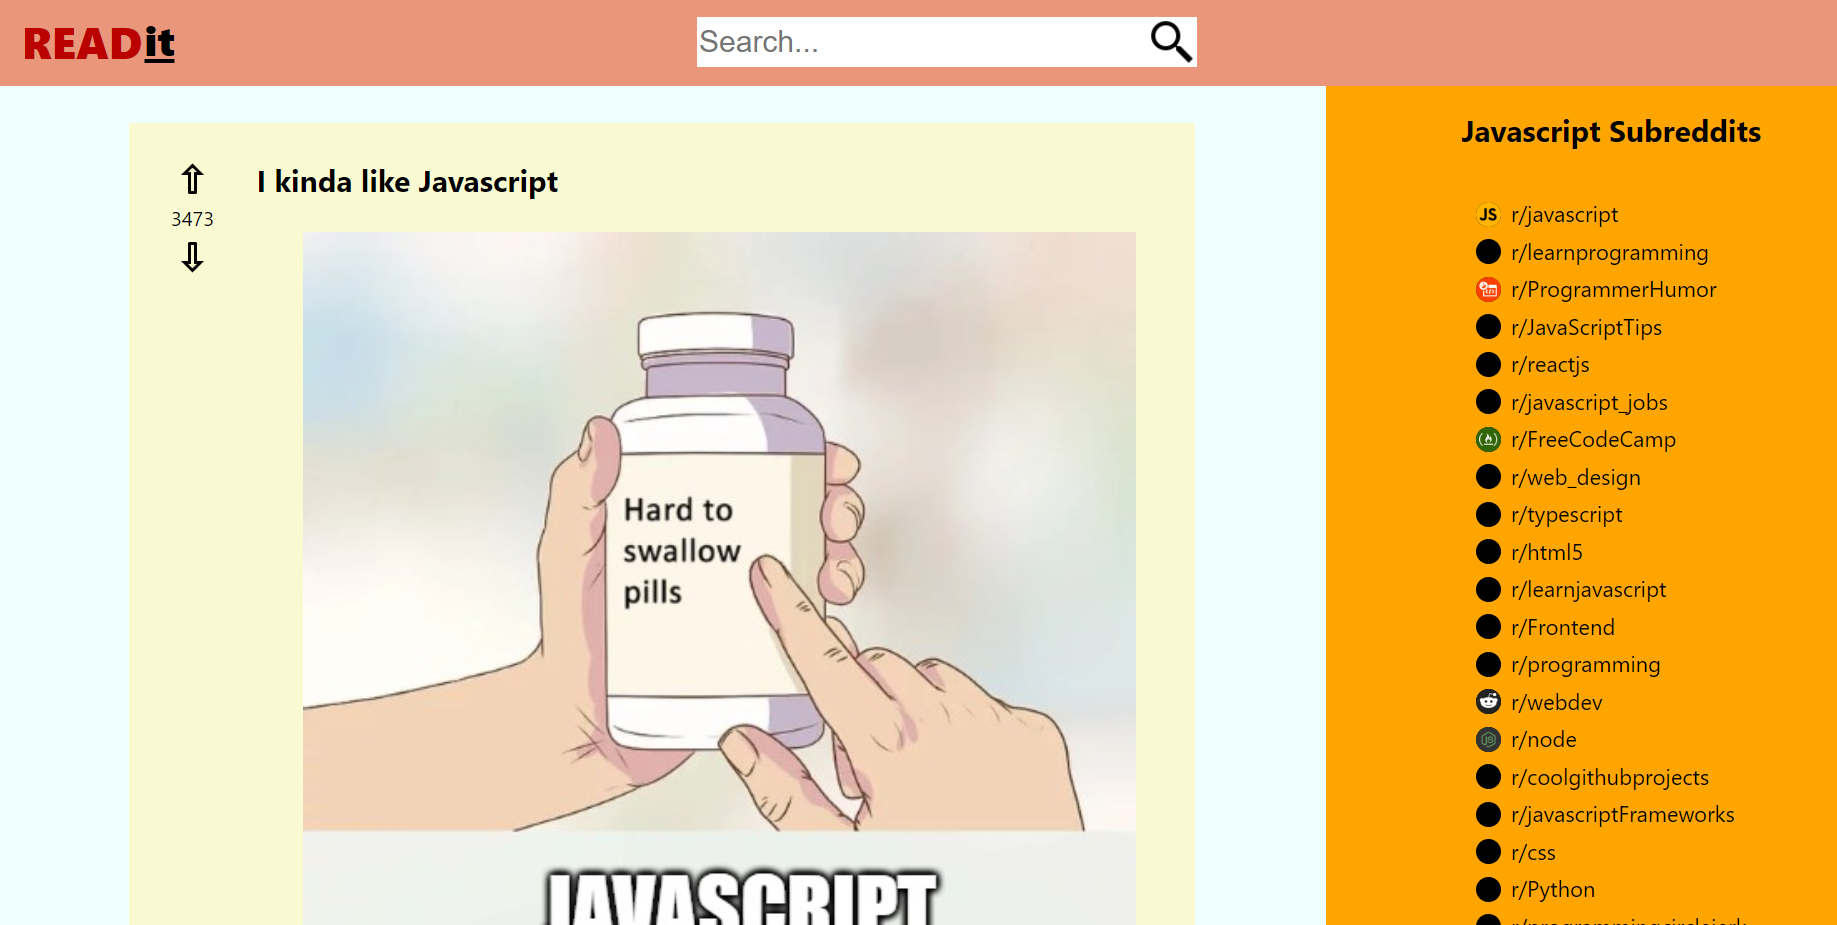 READit
Search...
I kinda like Javascript
3473
Hard to
swallow
pills
JAVASCRIPT
Javascript Subreddits
JS r/javascript
r/learnprogramming
r/ProgrammerHumor
r/JavaScriptTips
r/reactjs
r/javascript_jobs
r/FreeCodeCamp
r/web_design
r/typescript
r/html5
r/learnjavascript
r/Frontend
r/programming
r/webdev
r/node
r/coolgithubprojects
r/javascriptFrameworks
r/css
r/Python